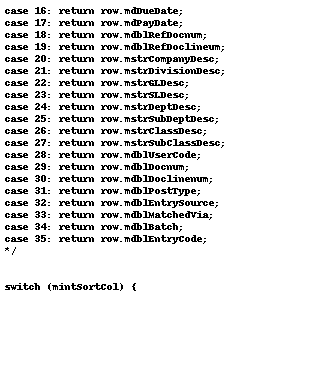 case 16: return row.mdDueDate;
case 17: return row.mdPayDate;
case 18: return row.mdblRefDocnum;
case 19: return row.mdblRefDoclineum;
case 20: return row.mstrCompanyDesc;
case 21: return row.mstrDivisionDesc;
case 22: return row.mstrGLDesc;
case 23: return row.mstrSLDesc;
case 24: return row.mstrDeptDesc;
case 25: return row.mstrSubDeptDesc;
case 26: return row.mstrClassDesc;
case 27: return row.mstrSubClassDesc;
case 28: return row.mdblUserCode;
case 29: return row.mdblDocnum;
case 30: return row.mdblDoclinenum;
case 31: return row.mdblPostType;
case 32: return row.mdblEntrySource;
case 33: return row.mdblMatchedVia;
case 34: return row.mdblBatch;
case 35: return row.mdblEntryCode;
*/
switch (mintSortCol) {